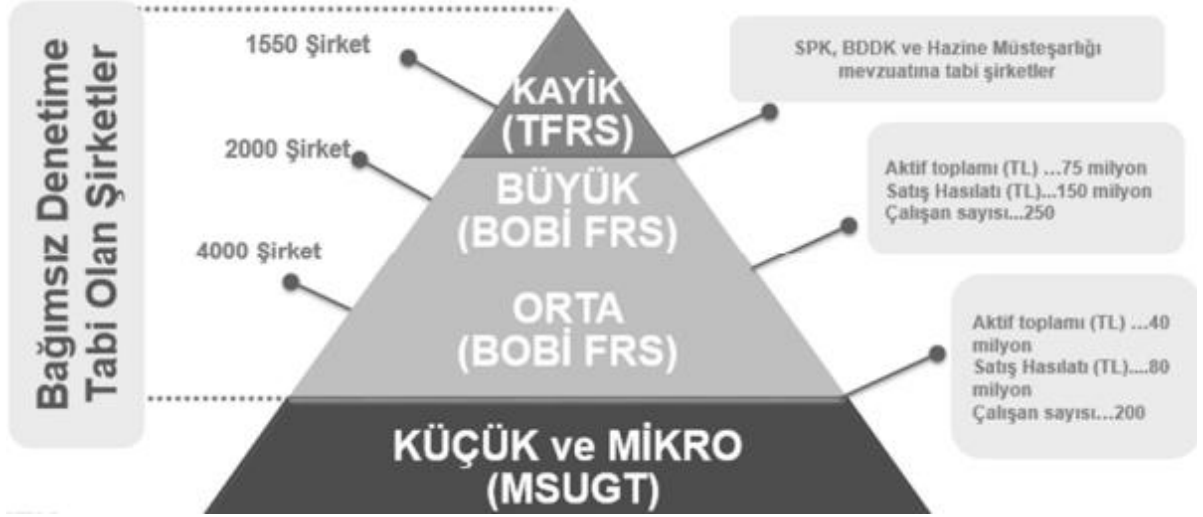 Bağımsız Denetime
Tabi Olan Şirketler
1550 Şirket
2000 Şirket
4000 Şirket
KAYİK
(TFRS)
BÜYÜK
(BOBİ FRS)
ORTA
(BOBİ FRS)
KÜÇÜK ve MİKRO
(MSUGT)
SPK, BDDK ve Hazine Müsteşarlığı
mevzuatına tabi şirketler
Aktif toplamı (TL) ...75 milyon
Satış Hasılatı (TL)...150 milyon
Çalışan sayısı...250
Aktif toplamı (TL) ...40
milyon
Satış Hasılatı (TL)....80
milyon
Çalışan sayısı...200